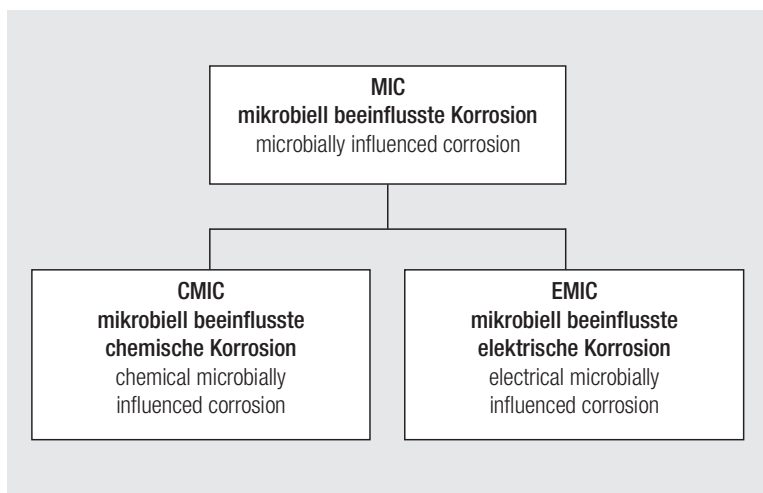 MIC
mikrobiell beeinflusste Korrosion
microbially influenced corrosion
CMIC
mikrobiell beeinflusste
chemische Korrosion
chemical microbially
influenced corrosion
EMIC
mikrobiell beeinflusste
elektrische Korrosion
electrical microbially
influenced corrosion